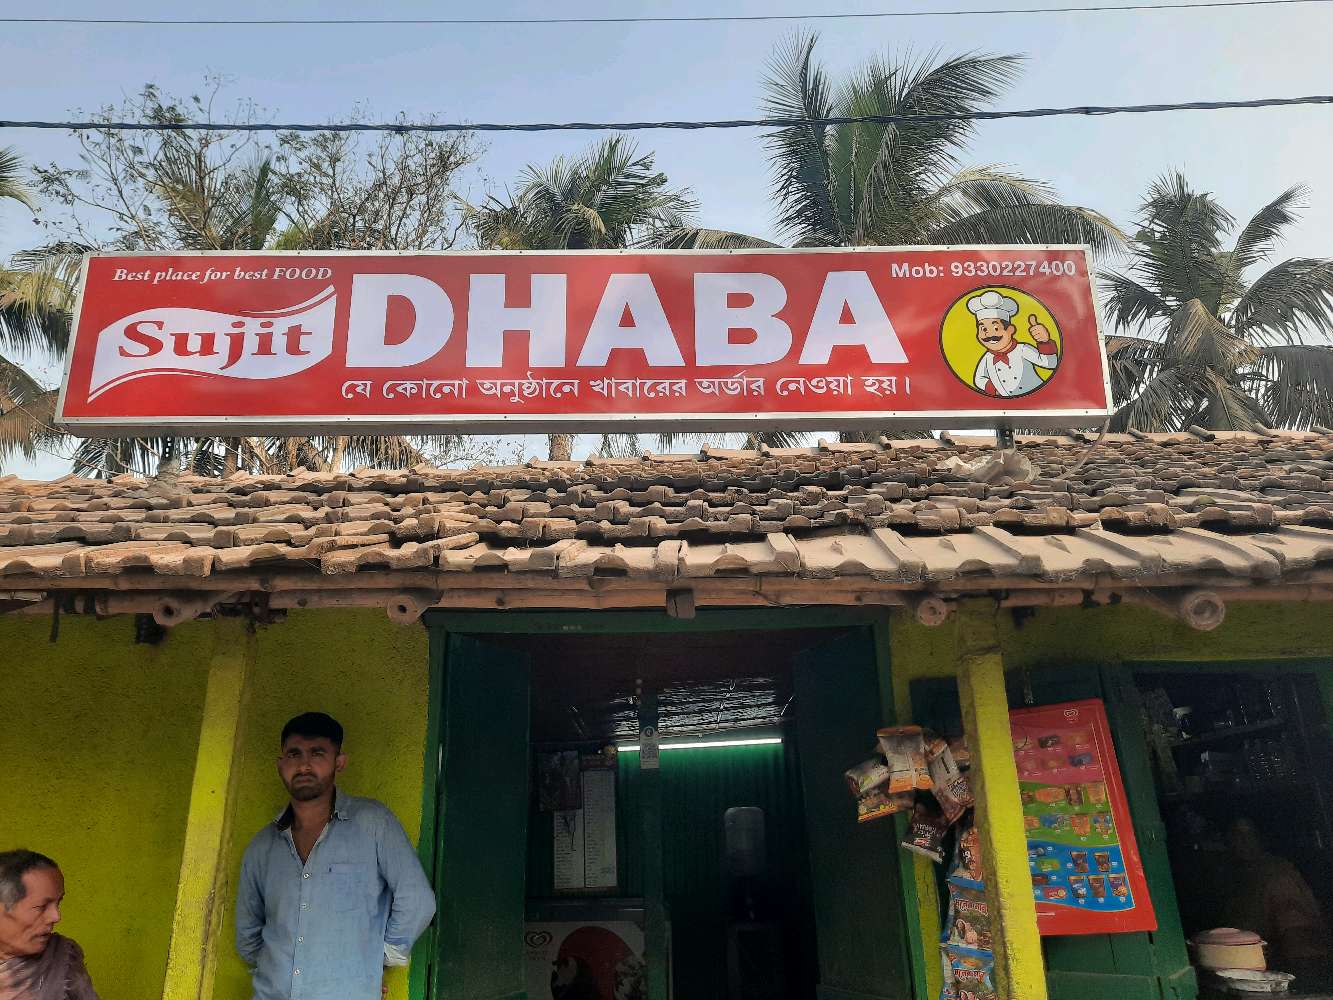 Best place for best FOOD
Sujit
DHABA
Mob: 9330227400
যে কোনো অনুষ্ঠানে খাবারের অর্ডার নেওয়া হয়।